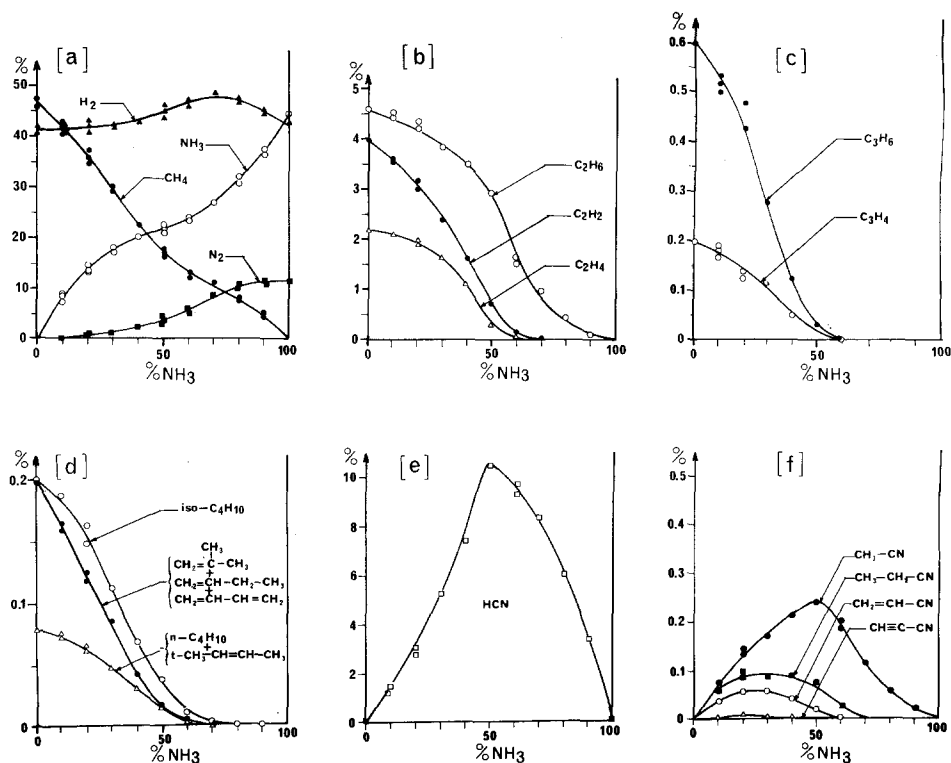 [a]
%
50
40
30
20
10
0
H2
NH3
CH4
N2
0
50
100
%NH3
[b]
%
5
4
3
2
1
0
C2H6
C2H2
C2H4
0
50
100
%NH3
[c]
%
0.6
0.5
0.4
0.3
0.2
0.1
0
C3H6
C3H4
0
50
100
%NH3
[d]
%
0.2
0.1
0
iso-C4H10
CH3
CH2=C-CH3
+
CH2=CH-CH2-CH3
+
CH2=CH-CH=CH2
n-C4H10
+
t-CH3-CH=CH-CH3
0
50
100
%NH3
[e]
%
10
8
6
4
2
0
HCN
0
50
100
%NH3
[f]
%
0.5
0.4
0.3
0.2
0.1
0
CH3-CN
CH3-CH2-CN
CH2=CH-CN
CH≡C-CN
0
50
100
%NH3